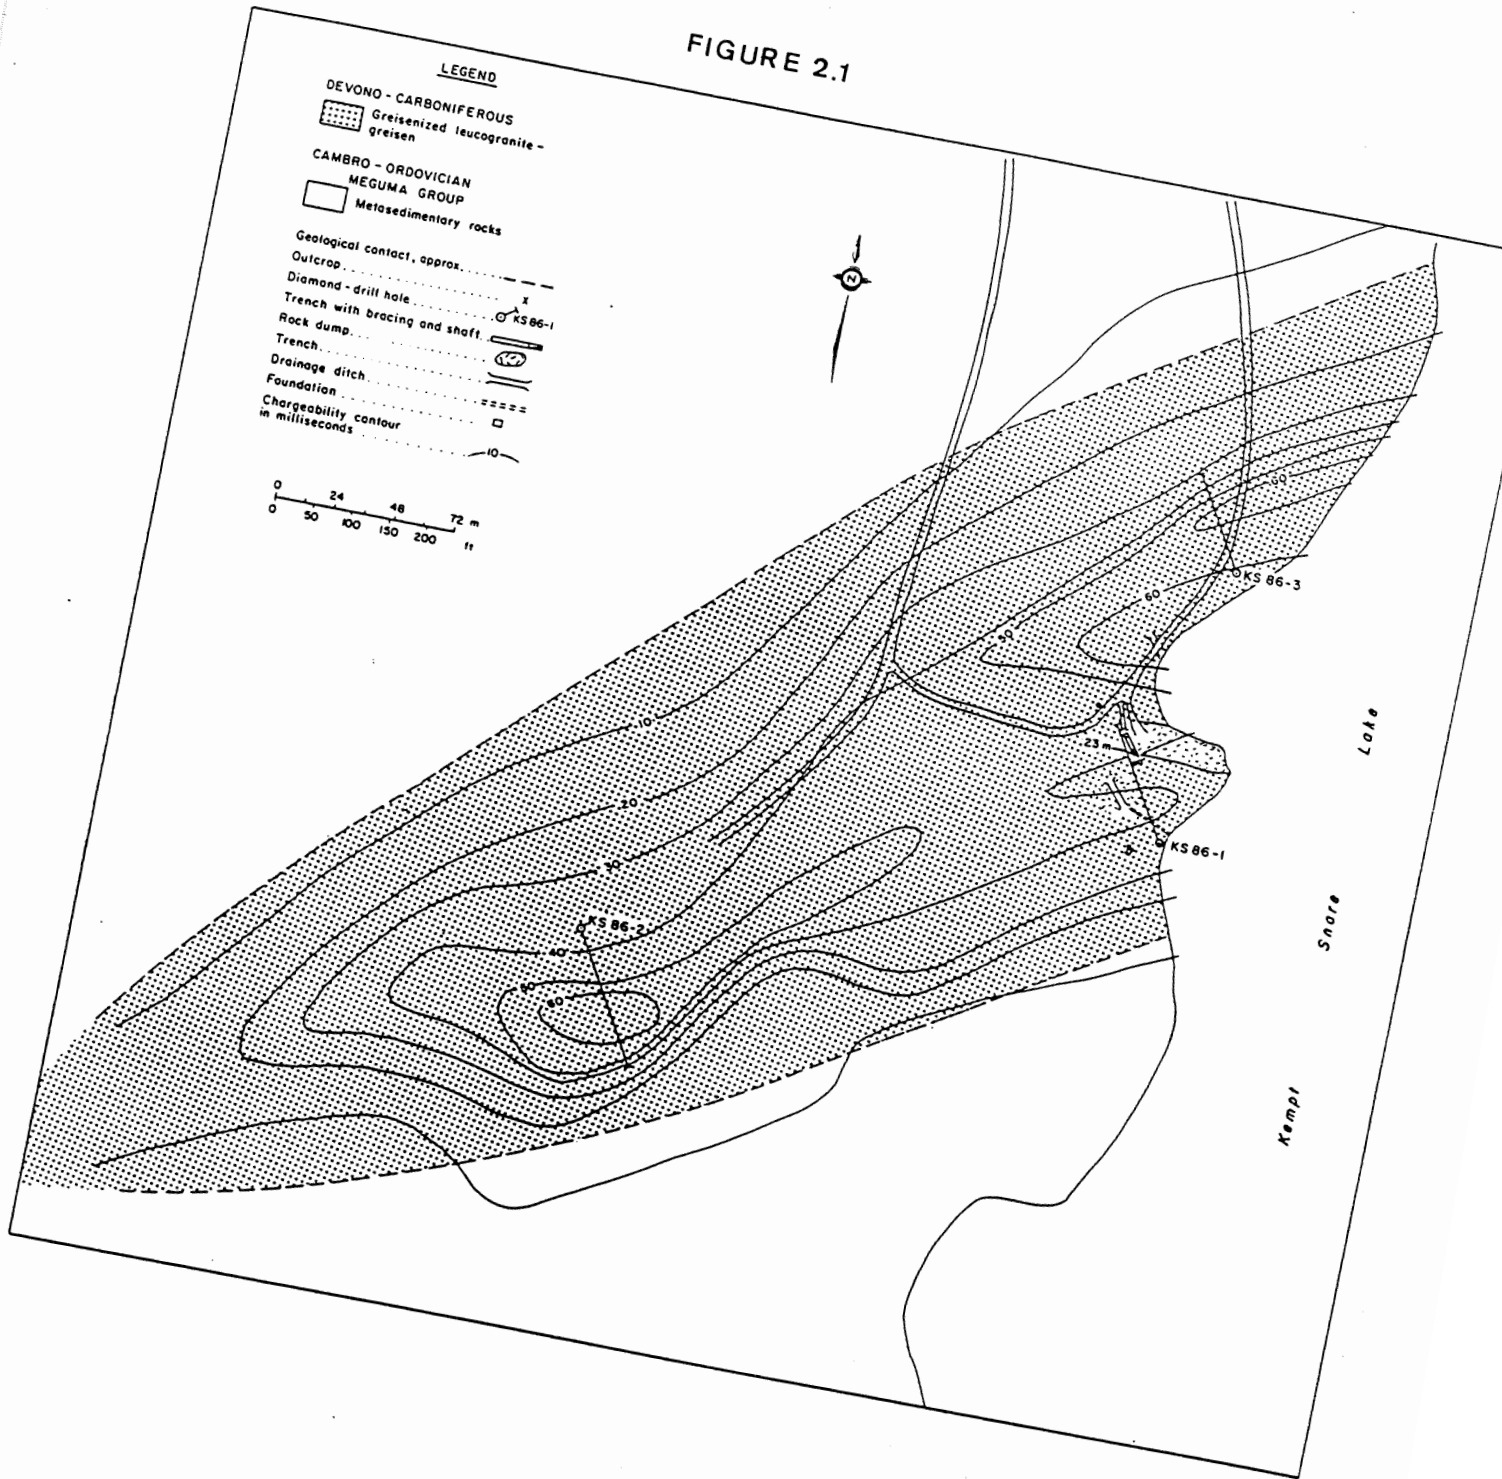 FIGURE 2.1
LEGEND
DEVONO - CARBONIFEROUS
Greisenized leucogranite -
greisen
CAMBRO - ORDOVICIAN
MEGUMA GROUP
Metasedimentary rocks
Geological contact, approx.
Outcrop x
Diamond - drill hole KS 86-1
Trench with bracing and shaft
Rock dump
Trench
Drainage ditch
Foundation
Chargeability contour
in milliseconds 10
0 24 48 72 m
0 50 100 150 200 ft
N
60
KS 86-3
60
50
10
23 m
20
KS 86-1
30
KS 86-2
40
50
60
Kempt Snare Lake